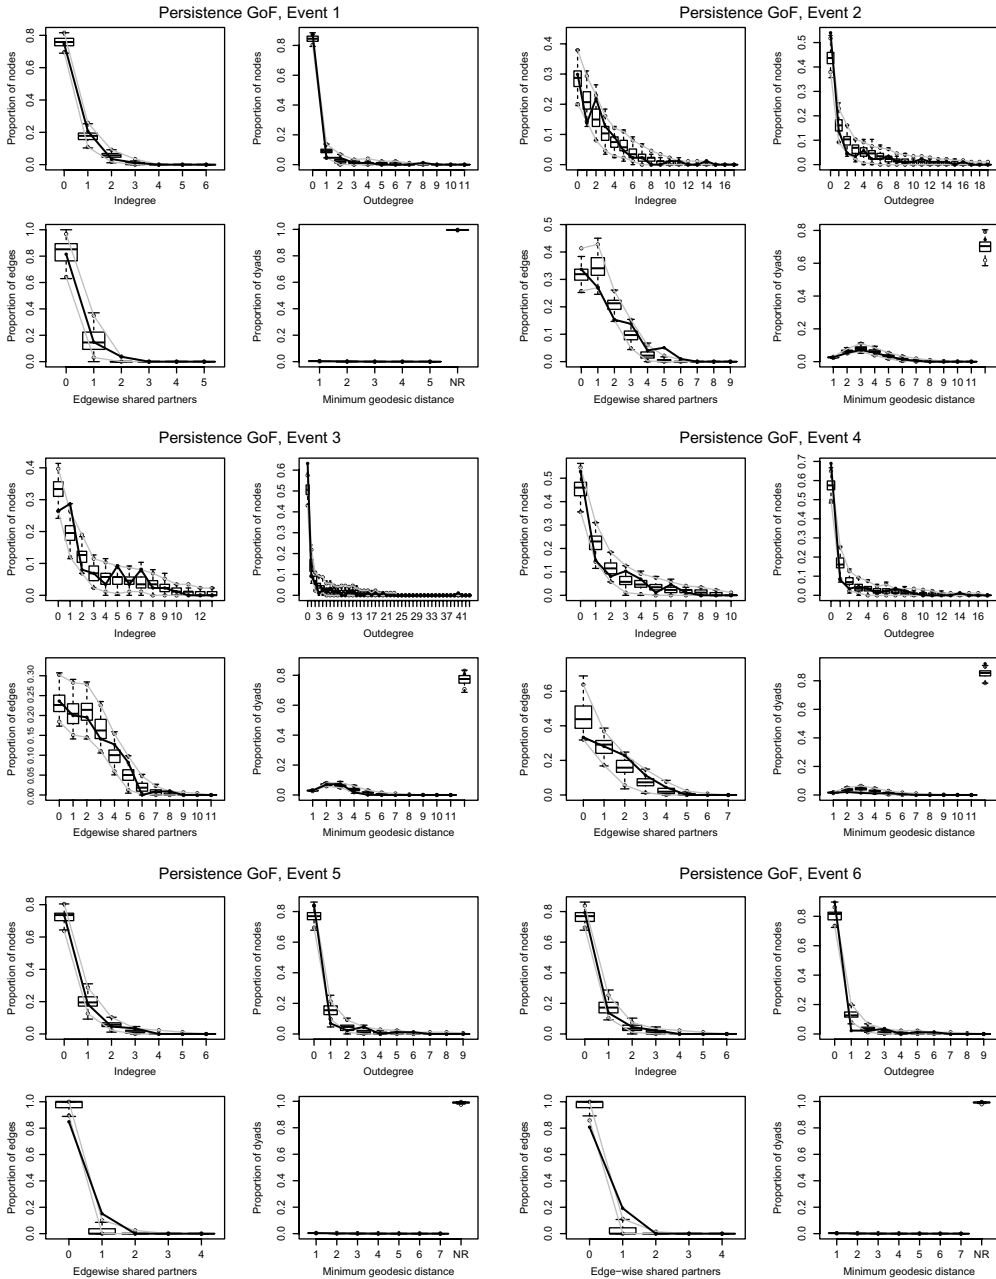 Persistence GoF, Event 1
Proportion of nodes
0.0 0.2 0.4 0.6 0.8
0 1 2 3 4 5 6
Indegree
Proportion of nodes
0.0 0.2 0.4 0.6 0.8
0 1 2 3 4 5 6 7 8 9 10 11
Outdegree
Proportion of edges
0.0 0.2 0.4 0.6 0.8 1.0
0 1 2 3 4 5
Edgewise shared partners
Proportion of dyads
0.0 0.2 0.4 0.6 0.8 1.0
1 2 3 4 5 NR
Minimum geodesic distance
Persistence GoF, Event 2
Proportion of nodes
0.0 0.1 0.2 0.3 0.4
0 2 4 6 8 10 12 14 16
Indegree
Proportion of nodes
0.0 0.1 0.2 0.3 0.4 0.5
0 2 4 6 8 10 12 14 16 18
Outdegree
Proportion of edges
0.0 0.1 0.2 0.3 0.4 0.5
0 1 2 3 4 5 6 7 8 9
Edgewise shared partners
Proportion of dyads
0.0 0.2 0.4 0.6 0.8
1 2 3 4 5 6 7 8 9 10 11
Minimum geodesic distance
Persistence GoF, Event 3
Proportion of nodes
0.0 0.1 0.2 0.3 0.4
0 1 2 3 4 5 6 7 8 9 10 12
Indegree
Proportion of nodes
0.0 0.1 0.2 0.3 0.4 0.5 0.6
0 3 6 9 13 17 21 25 29 33 37 41
Outdegree
Proportion of edges
0.00 0.05 0.10 0.15 0.20 0.25 0.30
0 1 2 3 4 5 6 7 8 9 10 11
Edgewise shared partners
Proportion of dyads
0.0 0.2 0.4 0.6 0.8
1 2 3 4 5 6 7 8 9 11
Minimum geodesic distance
Persistence GoF, Event 4
Proportion of nodes
0.0 0.1 0.2 0.3 0.4 0.5
0 1 2 3 4 5 6 7 8 9 10
Indegree
Proportion of nodes
0.0 0.1 0.2 0.3 0.4 0.5 0.6 0.7
0 2 4 6 8 10 12 14 16
Outdegree
Proportion of edges
0.0 0.2 0.4 0.6
0 1 2 3 4 5 6 7
Edgewise shared partners
Proportion of dyads
0.0 0.2 0.4 0.6 0.8
1 2 3 4 5 6 7 8 9 10 11
Minimum geodesic distance
Persistence GoF, Event 5
Proportion of nodes
0.0 0.2 0.4 0.6 0.8
0 1 2 3 4 5 6
Indegree
Proportion of nodes
0.0 0.2 0.4 0.6 0.8
0 1 2 3 4 5 6 7 8 9
Outdegree
Proportion of edges
0.0 0.2 0.4 0.6 0.8 1.0
0 1 2 3 4
Edgewise shared partners
Proportion of dyads
0.0 0.2 0.4 0.6 0.8 1.0
1 2 3 4 5 6 7 NR
Minimum geodesic distance
Persistence GoF, Event 6
Proportion of nodes
0.0 0.2 0.4 0.6 0.8
0 1 2 3 4 5 6
Indegree
Proportion of nodes
0.0 0.2 0.4 0.6 0.8
0 1 2 3 4 5 6 7 8 9
Outdegree
Proportion of edges
0.0 0.2 0.4 0.6 0.8 1.0
0 1 2 3 4
Edge−wise shared partners
Proportion of dyads
0.0 0.2 0.4 0.6 0.8 1.0
1 2 3 4 5 6 7 NR
Minimum geodesic distance